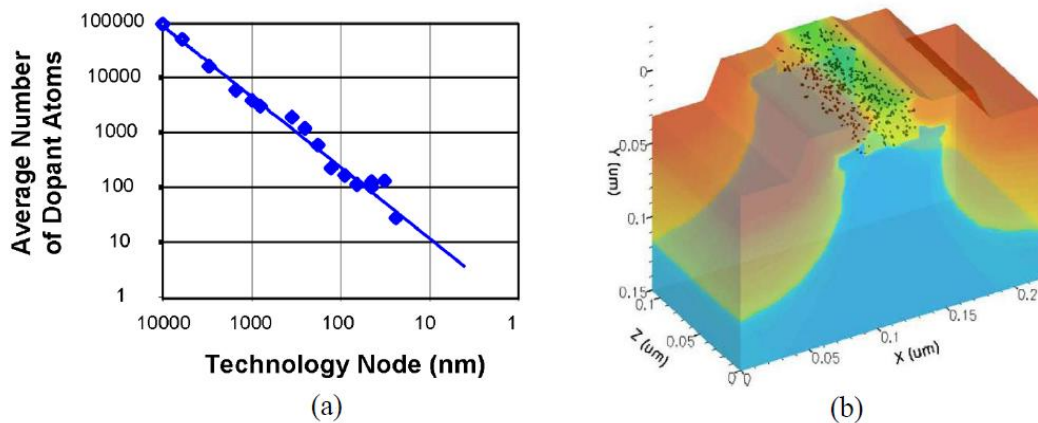 Average Number
of Dopant Atoms
100000
10000
1000
100
10
1
10000 1000 100 10 1
Technology Node (nm)
(a)
Y (um)
0
0.05
0.1
0.15
0.1
0.05
0
Z (um)
0
0.05
0.1
0.15
0.2
X (um)
(b)